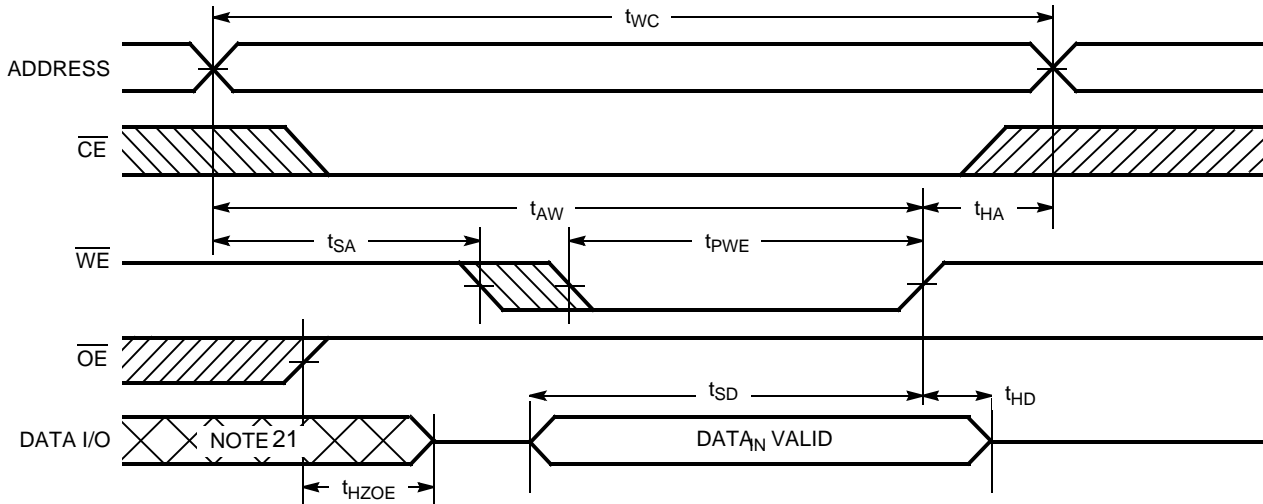 tWC
ADDRESS
CE
tAW
tHA
tSA
tPWE
WE
OE
tSD
tHD
DATA I/O
NOTE 21
DATAIN VALID
tHZOE